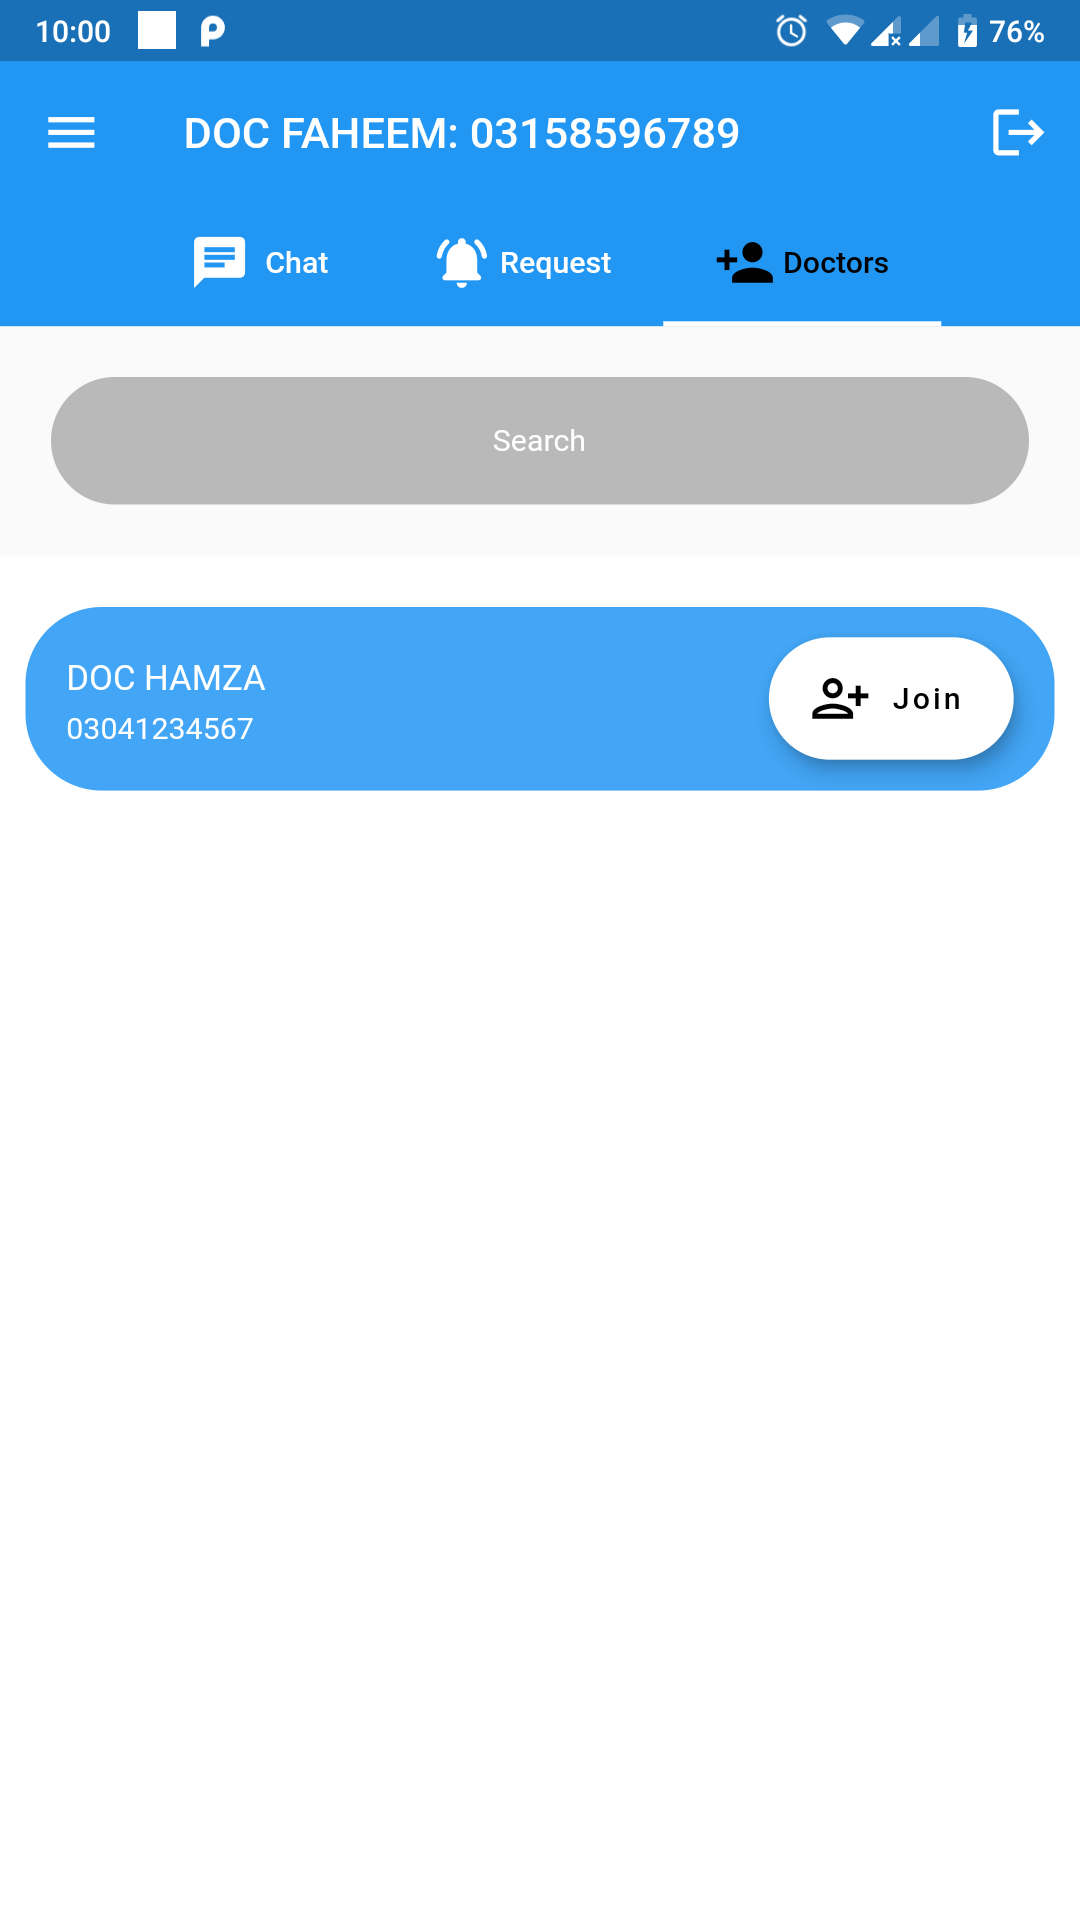 10:00
76%
DOC FAHEEM: 03158596789
Chat
Request
Doctors
Search
DOC HAMZA
03041234567
Join